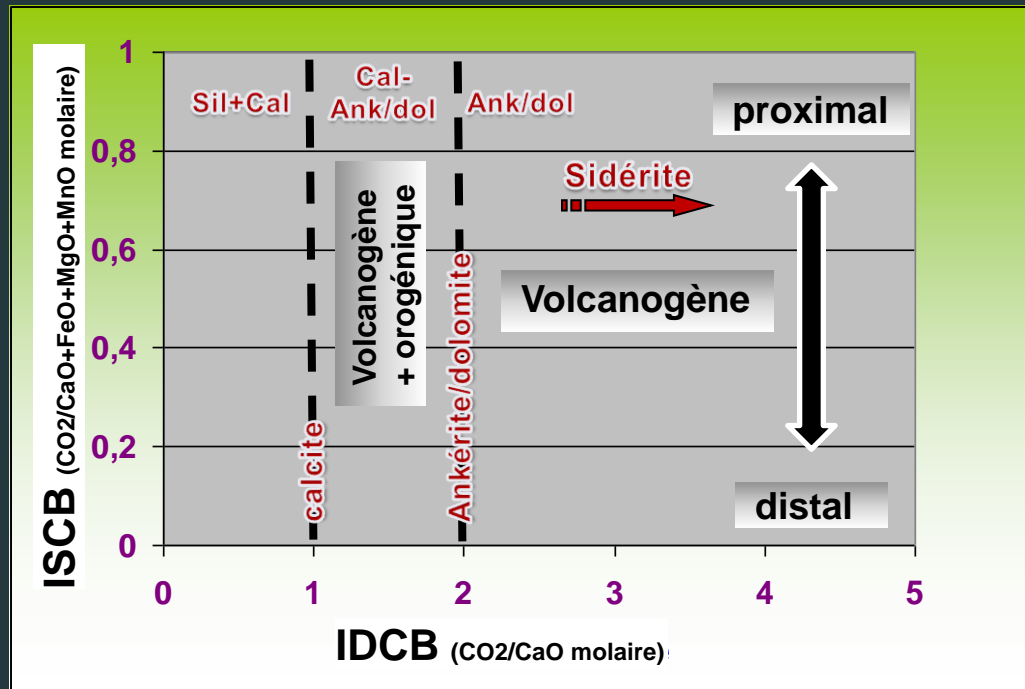 ISCB (CO2/CaO+FeO+MgO+MnO molaire)
1
0,8
0,6
0,4
0,2
0
Sil+Cal
Cal-
Ank/dol
Ank/dol
proximal
Sidérite
Volcanogène
+ orogénique
Volcanogène
calcite
Ankérite/dolomite
distal
0 1 2 3 4 5
IDCB (CO2/CaO molaire)